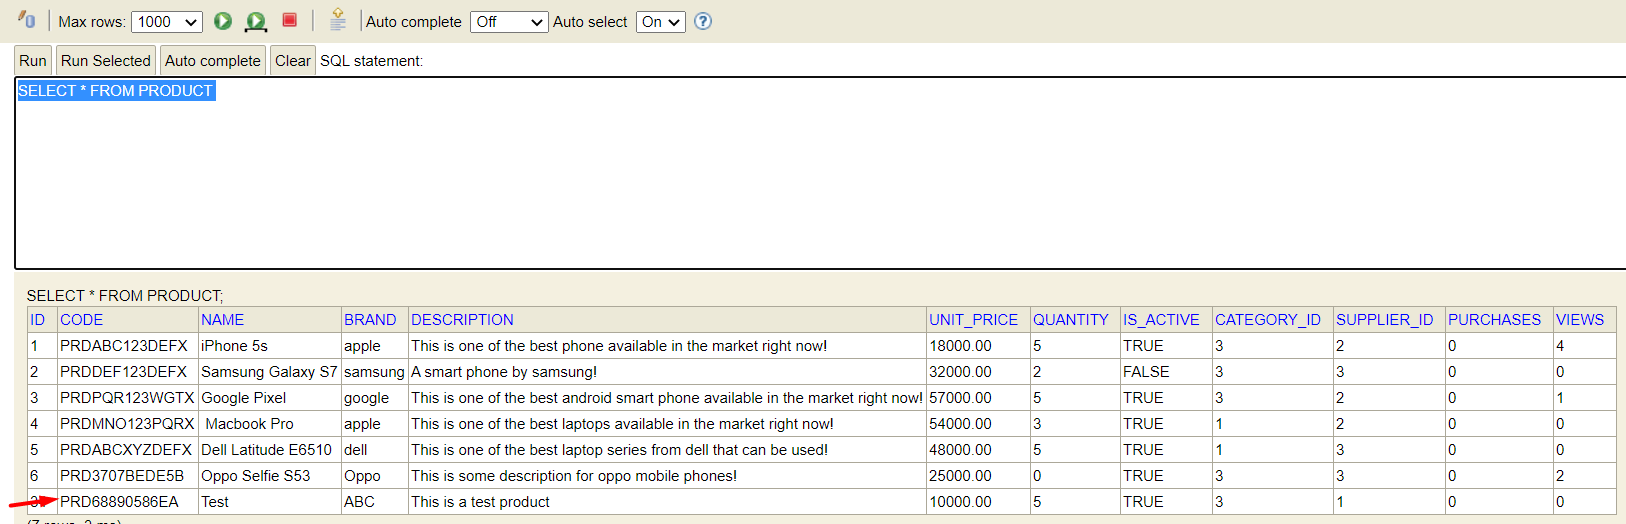 Max rows: 1000 Auto complete Off Auto select On
Run Run Selected Auto complete Clear SQL statement:
SELECT * FROM PRODUCT
SELECT * FROM PRODUCT;
ID CODE NAME BRAND DESCRIPTION UNIT_PRICE QUANTITY IS_ACTIVE CATEGORY_ID SUPPLIER_ID PURCHASES VIEWS
1 PRDABC123DEFX iPhone 5s apple This is one of the best phone available in the market right now! 18000.00 5 TRUE 3 2 0 4
2 PRDDEF123DEFX Samsung Galaxy S7 samsung A smart phone by samsung! 32000.00 2 FALSE 3 3 0 0
3 PRDPQR123WGTX Google Pixel google This is one of the best android smart phone available in the market right now! 57000.00 5 TRUE 3 2 0 1
4 PRDMNO123PQRX Macbook Pro apple This is one of the best laptops available in the market right now! 54000.00 3 TRUE 1 2 0 0
5 PRDABCXYZDEFX Dell Latitude E6510 dell This is one of the best laptop series from dell that can be used! 48000.00 5 TRUE 1 3 0 0
6 PRD3707BEDE5B Oppo Selfie S53 Oppo This is some description for oppo mobile phones! 25000.00 0 TRUE 3 3 0 2
PRD68890586EA Test ABC This is a test product 10000.00 5 TRUE 3 1 0 0